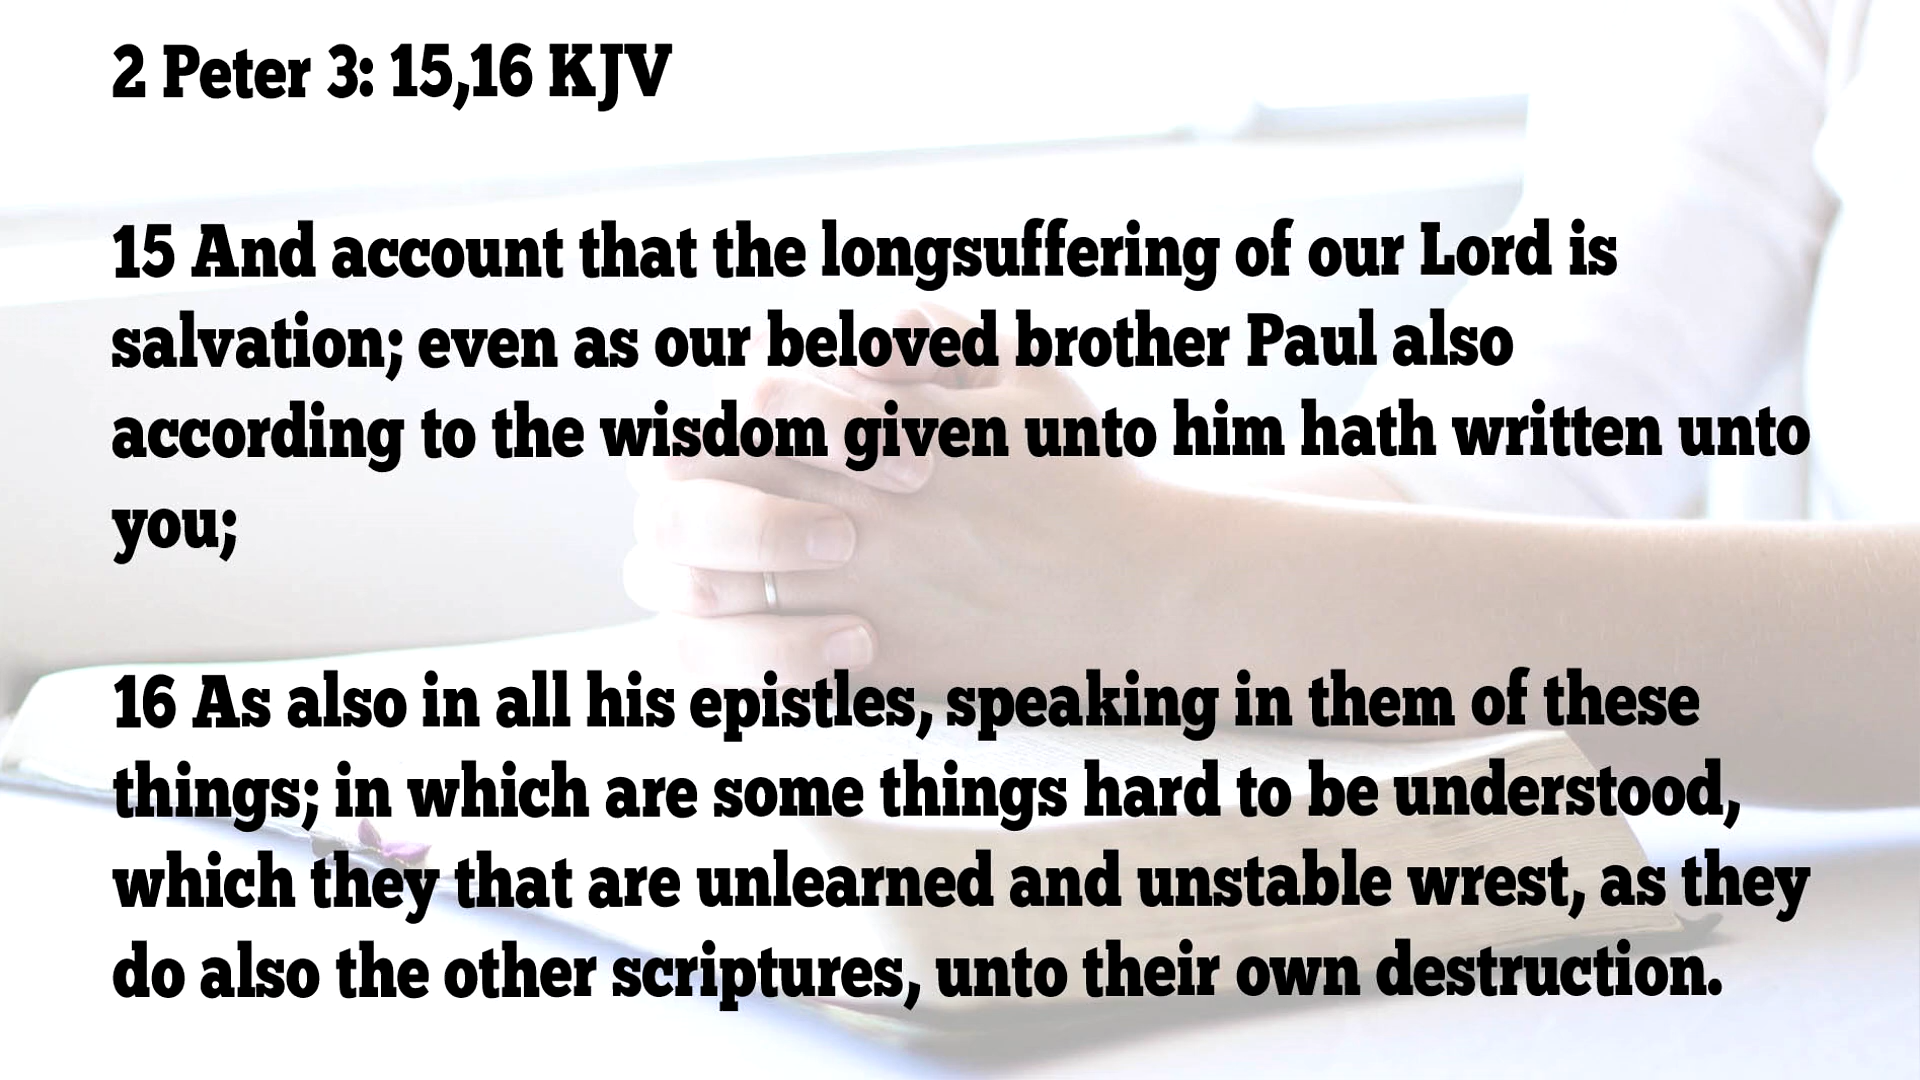 2 Peter 3: 15,16 KJV
15 And account that the longsuffering of our Lord is
salvation; even as our beloved brother Paul also
according to the wisdom given unto him hath written unto
you;
16 As also in all his epistles, speaking in them of these
things; in which are some things hard to be understood,
which they that are unlearned and unstable wrest, as they
do also the other scriptures, unto their own destruction.